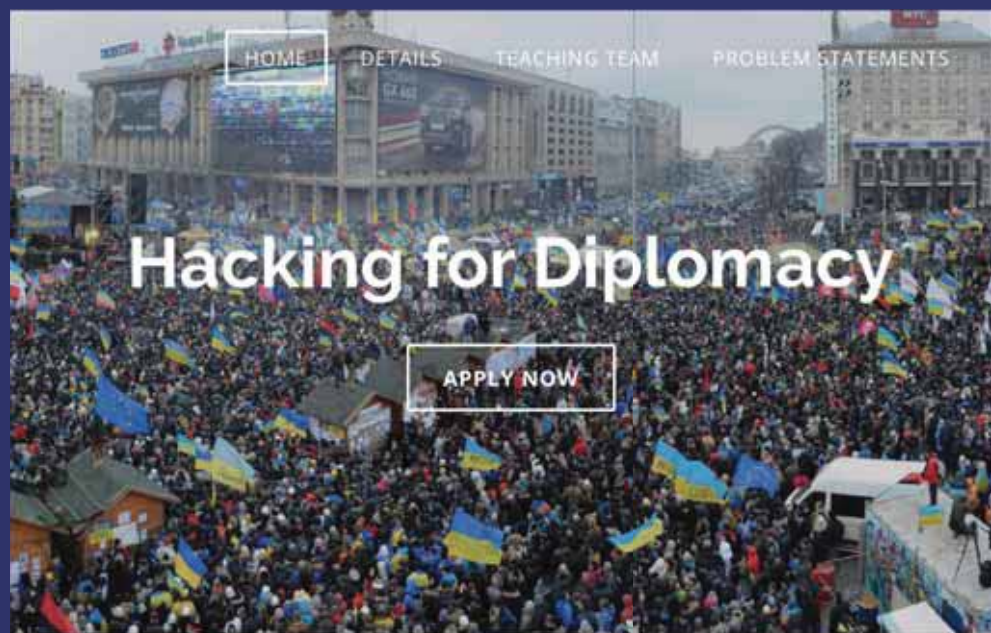 HOME DETAILS TEACHING TEAM PROBLEM STATEMENTS
Hacking for Diplomacy
APPLY NOW